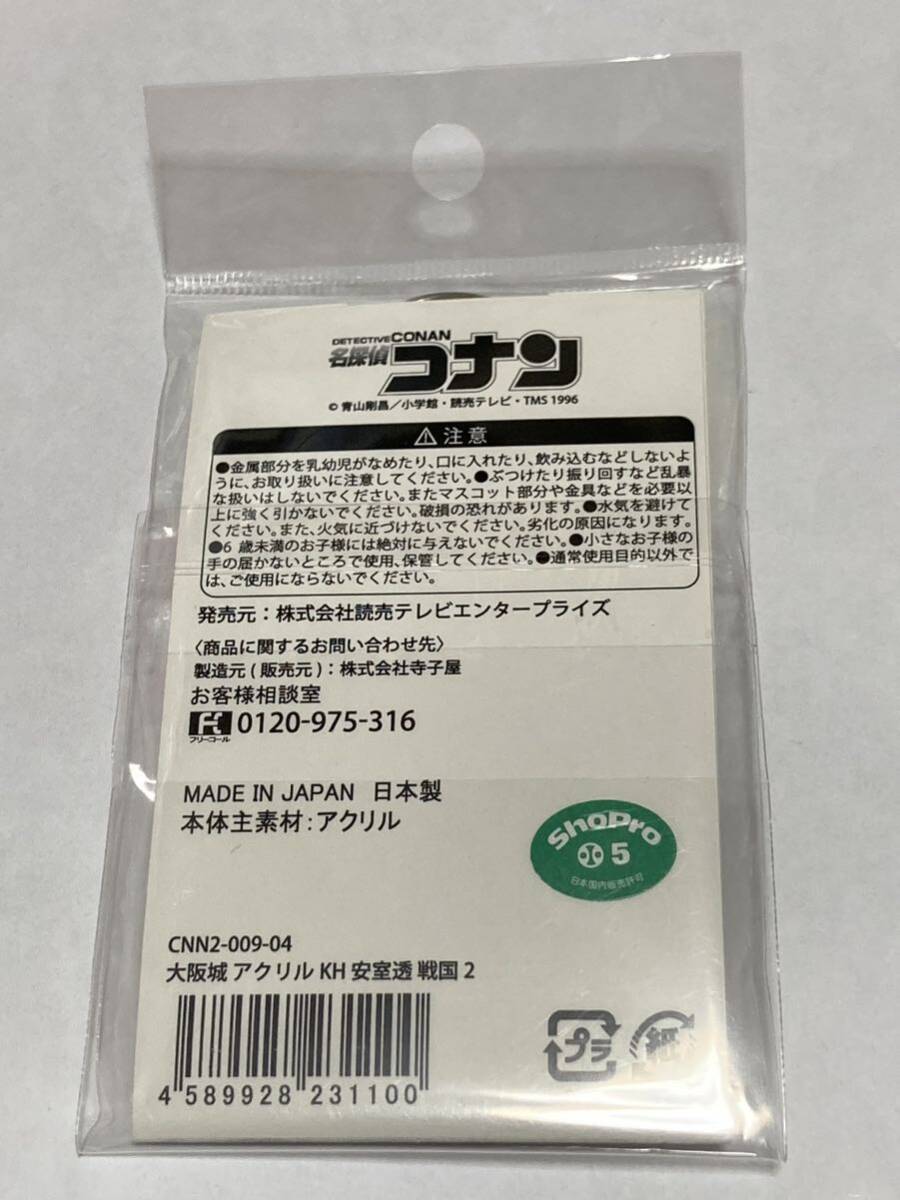 DETECTIVE CONAN
名探偵コナン
© 青山剛昌／小学館・読売テレビ・TMS 1996
⚠ 注意
●金属部分を乳幼児がなめたり、口に入れたり、飲み込むなどしないよ
うに、お取り扱いに注意してください。●ぶつけたり振り回すなど乱暴
な扱いはしないでください。またマスコット部分や金具などを必要以
上に強く引かないでください。破損の恐れがあります。●水気を避けて
ください。また、火気に近づけないでください。劣化の原因になります。
●6 歳未満のお子様には絶対に与えないでください。●小さなお子様の
手の届かないところで使用、保管してください。●通常使用目的以外で
は、ご使用にならないでください。
発売元：株式会社読売テレビエンタープライズ
〈商品に関するお問い合わせ先〉
製造元（販売元）：株式会社寺子屋
お客様相談室
フリーコール 0120-975-316
MADE IN JAPAN 日本製
本体主素材：アクリル
ShoPro
5
日本国内販売許可
CNN2-009-04
大阪城 アクリル KH 安室透 戦国 2
4 589928 231100
プラ
紙